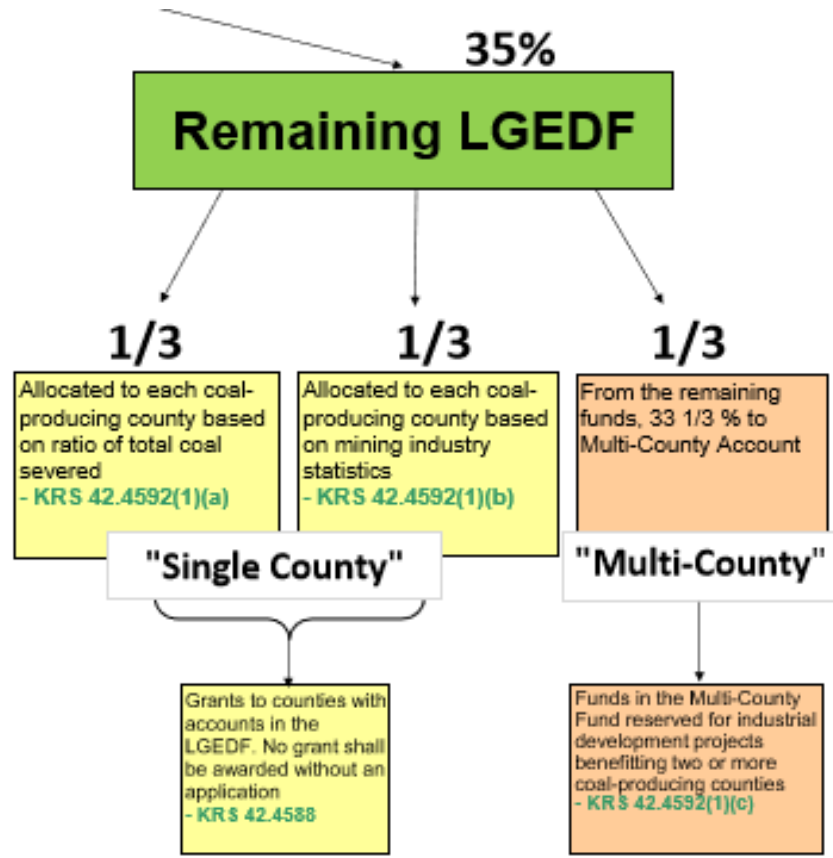 35%
Remaining LGEDF
1/3
1/3
1/3
Allocated to each coal-
producing county based
on ratio of total coal
severed
- KRS 42.4592(1)(a)
Allocated to each coal-
producing county based
on mining industry
statistics
- KRS 42.4592(1)(b)
From the remaining
funds, 33 1/3 % to
Multi-County Account
"Single County"
"Multi-County"
Grants to counties with
accounts in the
LGEDF. No grant shall
be awarded without an
application
- KRS 42.4588
Funds in the Multi-County
Fund reserved for industrial
development projects
benefitting two or more
coal-producing counties
- KRS 42.4592(1)(c)